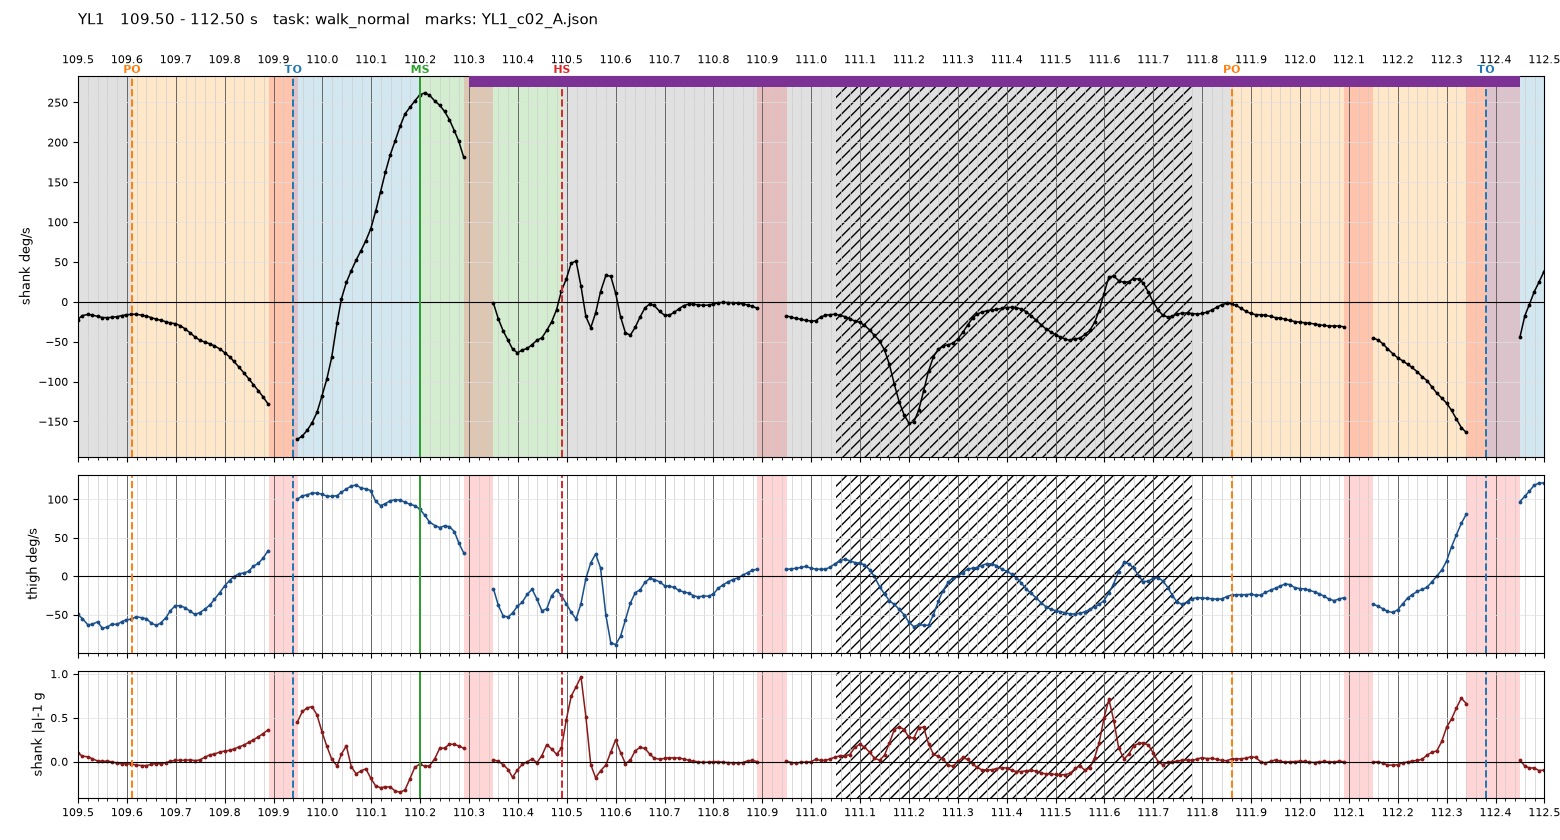 YL1 109.50 - 112.50 s task: walk_normal marks: YL1_c02_A.json
109.5 109.6 109.7 109.8 109.9 110.0 110.1 110.2 110.3 110.4 110.5 110.6 110.7 110.8 110.9 111.0 111.1 111.2 111.3 111.4 111.5 111.6 111.7 111.8 111.9 112.0 112.1 112.2 112.3 112.4 112.5
PO TO MS HS PO TO
250
200
150
100
50
0
−50
−100
−150
shank deg/s
100
50
0
−50
thigh deg/s
1.0
0.5
0.0
shank |a|-1 g
109.5 109.6 109.7 109.8 109.9 110.0 110.1 110.2 110.3 110.4 110.5 110.6 110.7 110.8 110.9 111.0 111.1 111.2 111.3 111.4 111.5 111.6 111.7 111.8 111.9 112.0 112.1 112.2 112.3 112.4 112.5